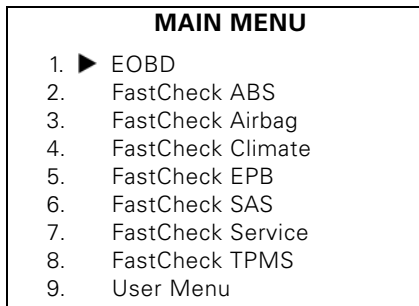 MAIN MENU
1. ▶ EOBD
2. FastCheck ABS
3. FastCheck Airbag
4. FastCheck Climate
5. FastCheck EPB
6. FastCheck SAS
7. FastCheck Service
8. FastCheck TPMS
9. User Menu